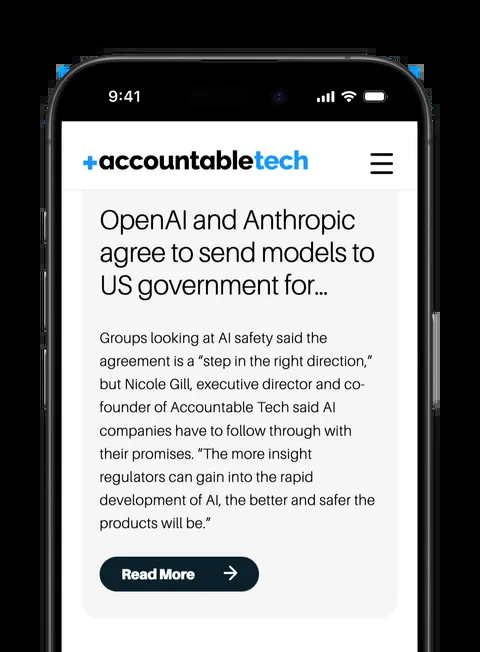 9:41
+accountabletech
OpenAI and Anthropic
agree to send models to
US government for...
Groups looking at AI safety said the
agreement is a “step in the right direction,”
but Nicole Gill, executive director and co-
founder of Accountable Tech said AI
companies have to follow through with
their promises. “The more insight
regulators can gain into the rapid
development of AI, the better and safer the
products will be.”
Read More